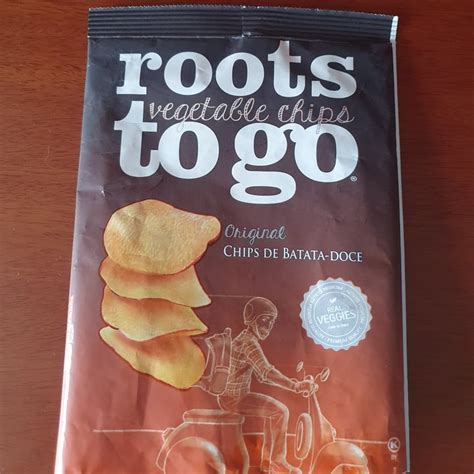 roots
vegetable chips
to go®
Original
CHIPS DE BATATA-DOCE
REAL
VEGGIES
K